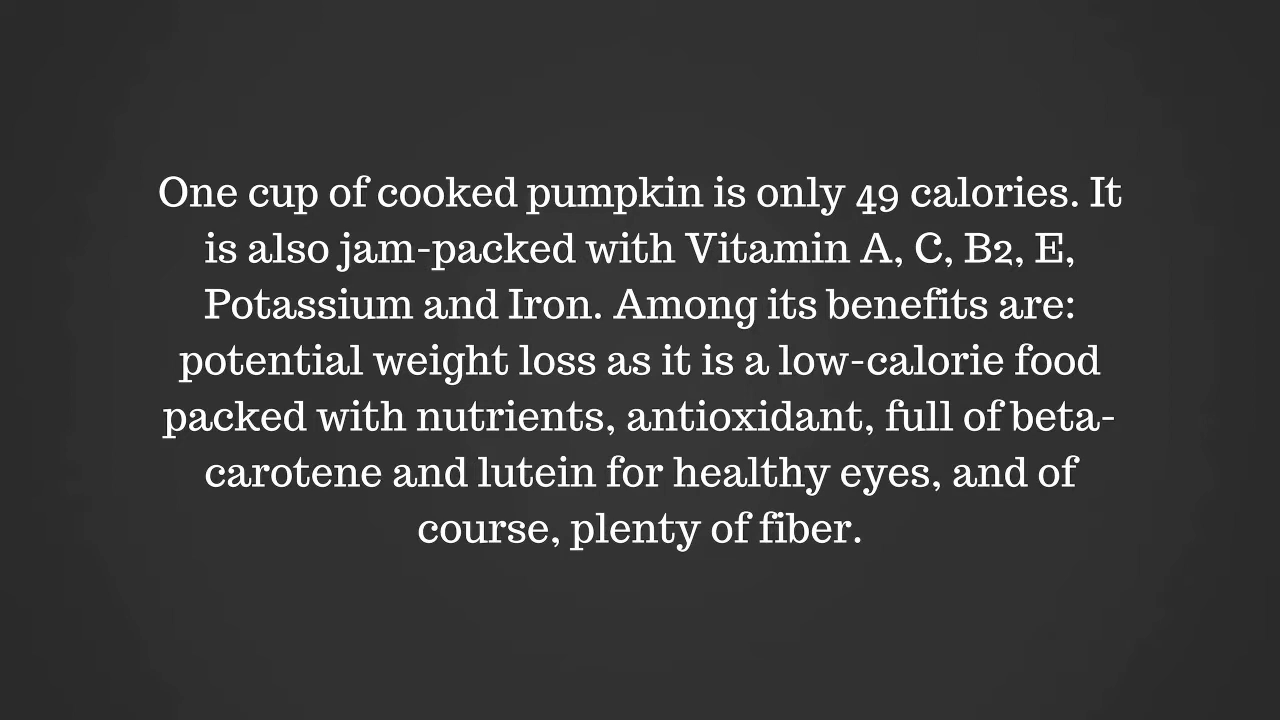 One cup of cooked pumpkin is only 49 calories. It
is also jam-packed with Vitamin A, C, B2, E,
Potassium and Iron. Among its benefits are:
potential weight loss as it is a low-calorie food
packed with nutrients, antioxidant, full of beta-
carotene and lutein for healthy eyes, and of
course, plenty of fiber.